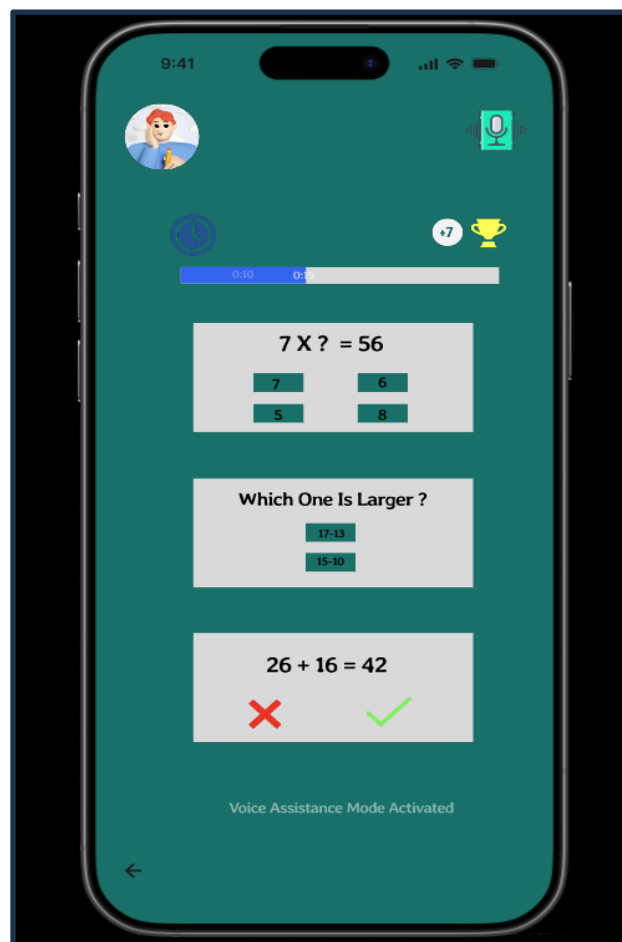 9:41
+7
0:10 0:15
7 X ? = 56
7 6
5 8
Which One Is Larger ?
17-13
15-10
26 + 16 = 42
Voice Assistance Mode Activated